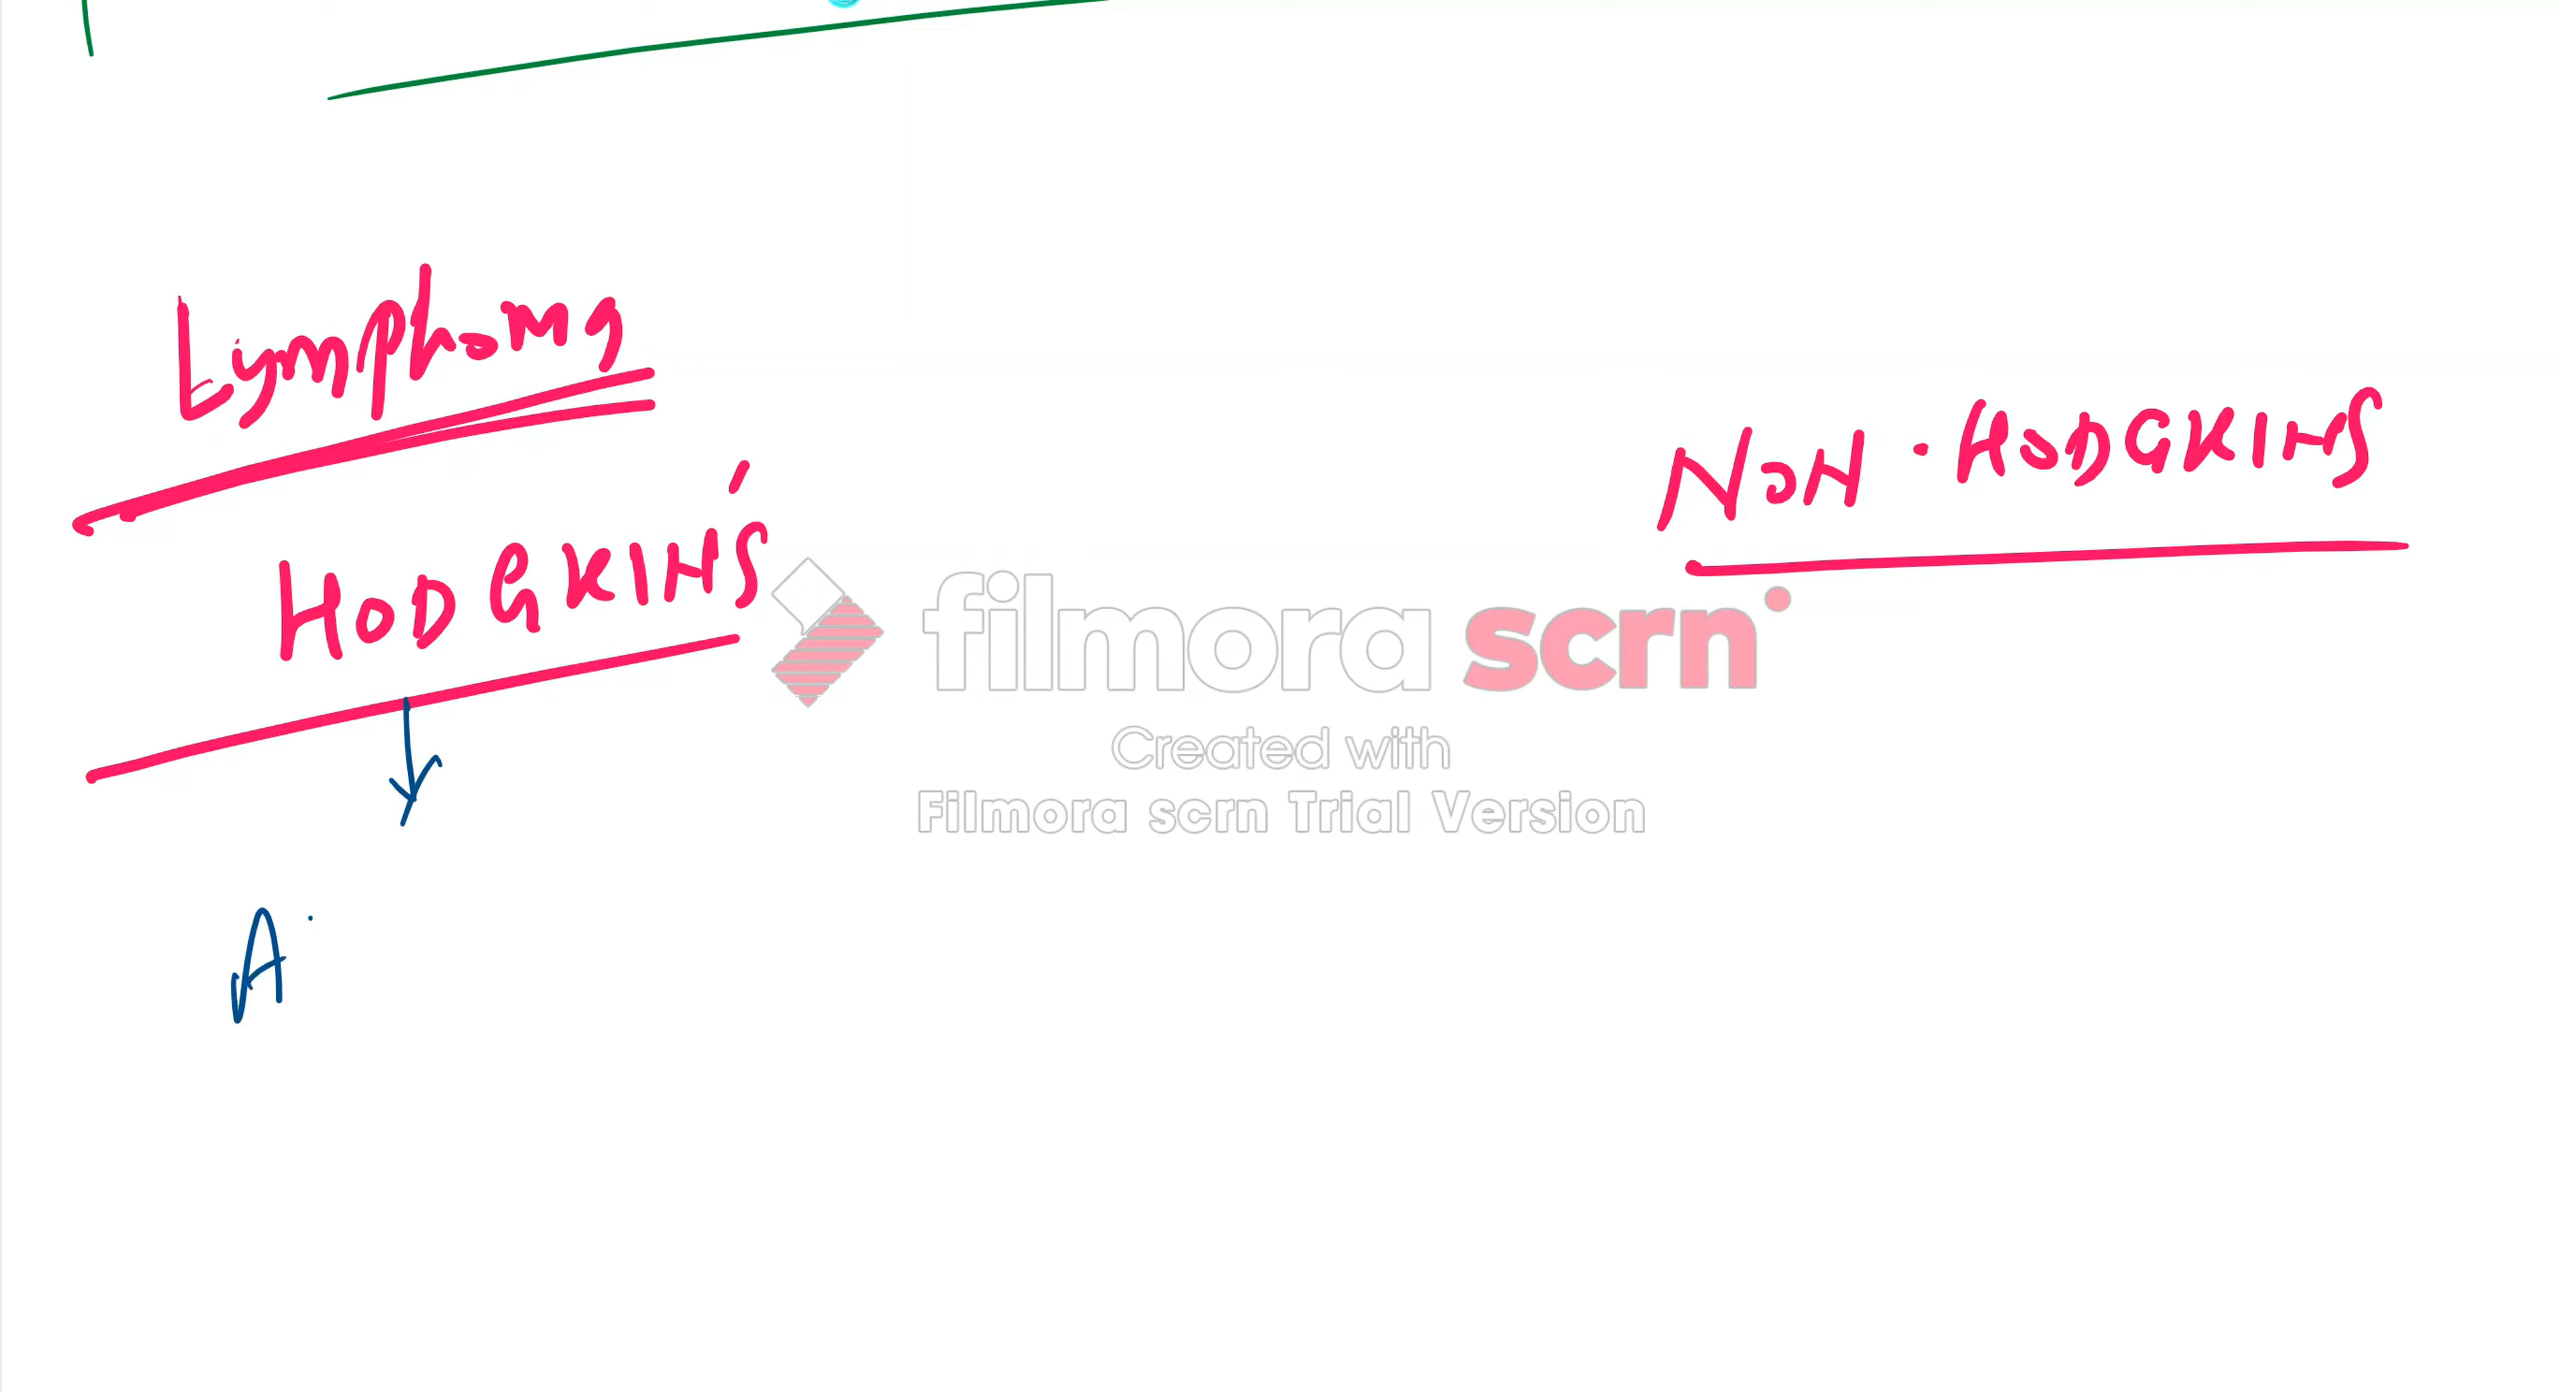 Lymphoma
HODGKIN'S
NON-HODGKINS
filmora scrn
Created with
Filmora scrn Trial Version
A